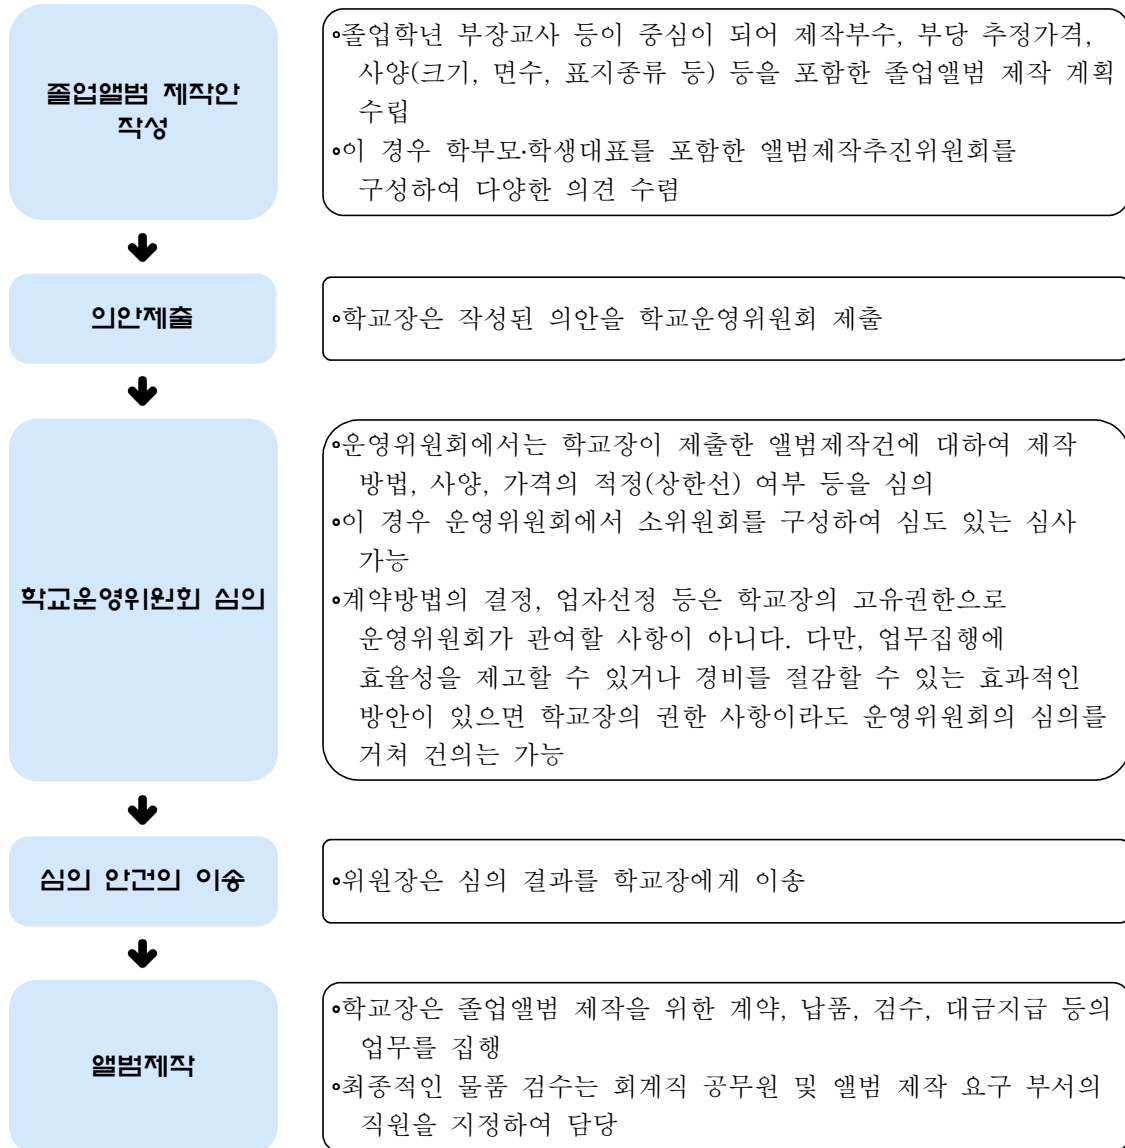 졸업앨범 제작안
작성
∘졸업학년 부장교사 등이 중심이 되어 제작부수, 부당 추정가격,
사양(크기, 면수, 표지종류 등) 등을 포함한 졸업앨범 제작 계획
수립
∘이 경우 학부모·학생대표를 포함한 앨범제작추진위원회를
구성하여 다양한 의견 수렴
의안제출
∘학교장은 작성된 의안을 학교운영위원회 제출
학교운영위원회 심의
∘운영위원회에서는 학교장이 제출한 앨범제작건에 대하여 제작
방법, 사양, 가격의 적정(상한선) 여부 등을 심의
∘이 경우 운영위원회에서 소위원회를 구성하여 심도 있는 심사
가능
∘계약방법의 결정, 업자선정 등은 학교장의 고유권한으로
운영위원회가 관여할 사항이 아니다. 다만, 업무집행에
효율성을 제고할 수 있거나 경비를 절감할 수 있는 효과적인
방안이 있으면 학교장의 권한 사항이라도 운영위원회의 심의를
거쳐 건의는 가능
심의 안건의 이송
∘위원장은 심의 결과를 학교장에게 이송
앨범제작
∘학교장은 졸업앨범 제작을 위한 계약, 납품, 검수, 대금지급 등의
업무를 집행
∘최종적인 물품 검수는 회계직 공무원 및 앨범 제작 요구 부서의
직원을 지정하여 담당